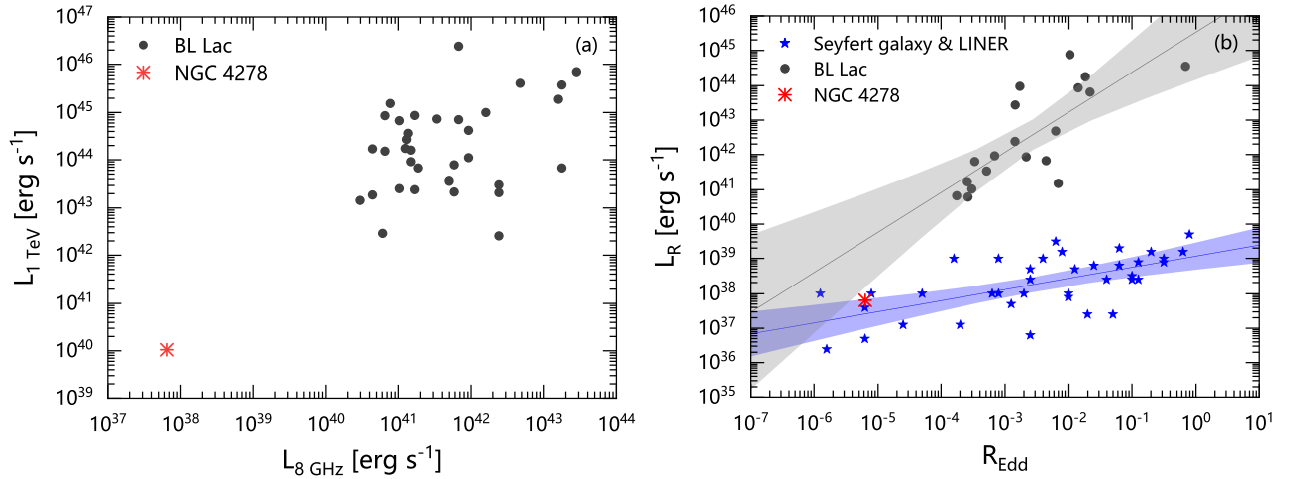 (a)
BL Lac
NGC 4278
10^47
10^46
10^45
10^44
10^43
10^42
10^41
10^40
10^39
L_1 TeV [erg s^-1]
10^37 10^38 10^39 10^40 10^41 10^42 10^43 10^44
L_8 GHz [erg s^-1]
(b)
Seyfert galaxy & LINER
BL Lac
NGC 4278
10^46
10^45
10^44
10^43
10^42
10^41
10^40
10^39
10^38
10^37
10^36
10^35
L_R [erg s^-1]
10^-7 10^-6 10^-5 10^-4 10^-3 10^-2 10^-1 10^0 10^1
R_Edd